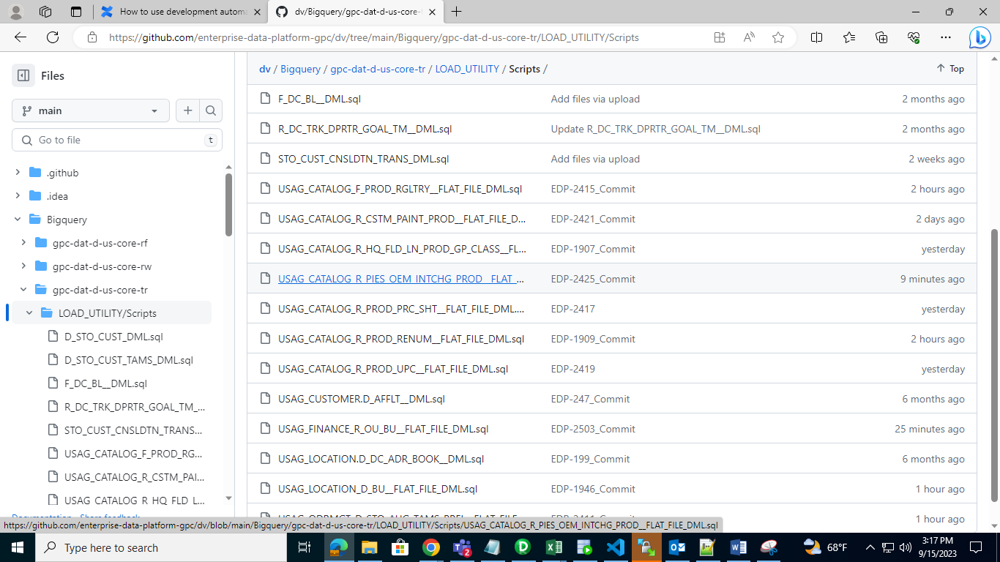 How to use development automa
dv/Bigquery/gpc-dat-d-us-core-
https://github.com/enterprise-data-platform-gpc/dv/tree/main/Bigquery/gpc-dat-d-us-core-tr/LOAD_UTILITY/Scripts
Files
dv / Bigquery / gpc-dat-d-us-core-tr / LOAD_UTILITY / Scripts /
Top
main
Go to file
t
.github
.idea
Bigquery
gpc-dat-d-us-core-rf
gpc-dat-d-us-core-rw
gpc-dat-d-us-core-tr
LOAD_UTILITY/Scripts
D_STO_CUST_DML.sql
D_STO_CUST_TAMS_DML.sql
F_DC_BL__DML.sql
R_DC_TRK_DPRTR_GOAL_TM_...
STO_CUST_CNSLDTN_TRANS...
USAG_CATALOG_F_PROD_RG...
USAG_CATALOG_R_CSTM_PAI...
USAG_CATALOG_R_HQ_FLD_L...
F_DC_BL__DML.sql Add files via upload 2 months ago
R_DC_TRK_DPRTR_GOAL_TM__DML.sql Update R_DC_TRK_DPRTR_GOAL_TM__DML.sql 2 months ago
STO_CUST_CNSLDTN_TRANS_DML.sql Add files via upload 2 weeks ago
USAG_CATALOG_F_PROD_RGLTRY__FLAT_FILE_DML.sql EDP-2415_Commit 2 hours ago
USAG_CATALOG_R_CSTM_PAINT_PROD__FLAT_FILE_D... EDP-2421_Commit 2 days ago
USAG_CATALOG_R_HQ_FLD_LN_PROD_GP_CLASS__FL... EDP-1907_Commit yesterday
USAG_CATALOG_R_PIES_OEM_INTCHG_PROD__FLAT_... EDP-2425_Commit 9 minutes ago
USAG_CATALOG_R_PROD_PRC_SHT__FLAT_FILE_DML.... EDP-2417 yesterday
USAG_CATALOG_R_PROD_RENUM__FLAT_FILE_DML.sql EDP-1909_Commit 2 hours ago
USAG_CATALOG_R_PROD_UPC__FLAT_FILE_DML.sql EDP-2419 yesterday
USAG_CUSTOMER.D_AFFLT__DML.sql EDP-247_Commit 6 months ago
USAG_FINANCE_R_OU_BU__FLAT_FILE_DML.sql EDP-2503_Commit 25 minutes ago
USAG_LOCATION.D_DC_ADR_BOOK__DML.sql EDP-199_Commit 6 months ago
USAG_LOCATION_D_BU__FLAT_FILE_DML.sql EDP-1946_Commit 1 hour ago
1 hour ago
https://github.com/enterprise-data-platform-gpc/dv/blob/main/Bigquery/gpc-dat-d-us-core-tr/LOAD_UTILITY/Scripts/USAG_CATALOG_R_PIES_OEM_INTCHG_PROD__FLAT_FILE_DML.sql
Type here to search
2
68°F
3:17 PM
9/15/2023